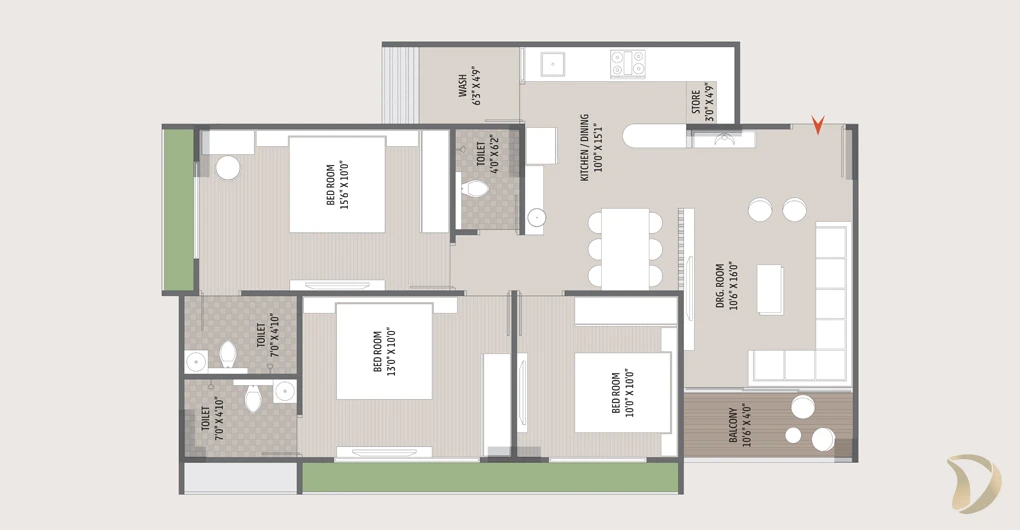 WASH
6'3" X 4'9"
STORE
3'0" X 4'9"
KITCHEN / DINING
10'0" X 15'1"
TOILET
4'0" X 6'2"
BED ROOM
15'6" X 10'0"
DRG. ROOM
10'6" X 16'0"
TOILET
7'0" X 4'10"
BED ROOM
13'0" X 10'0"
BED ROOM
10'0" X 10'0"
TOILET
7'0" X 4'10"
BALCONY
10'6" X 4'0"